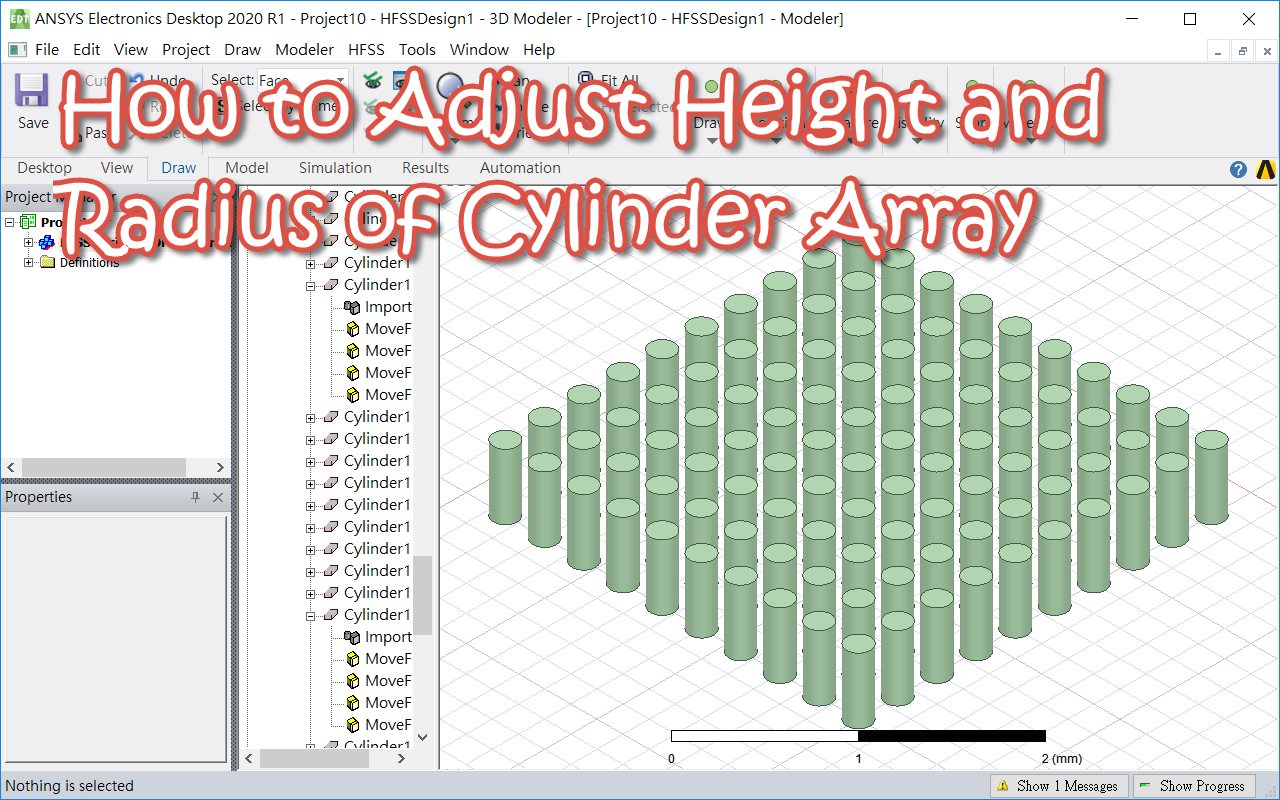 ANSYS Electronics Desktop 2020 R1 - Project10 - HFSSDesign1 - 3D Modeler - [Project10 - HFSSDesign1 - Modeler]
File Edit View Project Draw Modeler HFSS Tools Window Help
Cut Undo Select: Face Fit All
Save
How to Adjust Height and
Desktop View Draw Model Simulation Results Automation
Project
Radius of Cylinder Array
Definitions
Cylinder1
Cylinder1
Import
MoveF
MoveF
MoveF
MoveF
Cylinder1
Cylinder1
Cylinder1
Cylinder1
Cylinder1
Cylinder1
Cylinder1
Cylinder1
Cylinder1
Cylinder1
Import
MoveF
MoveF
MoveF
MoveF
Cylinder1
Properties
0 1 2 (mm)
Nothing is selected
Show 1 Messages
Show Progress